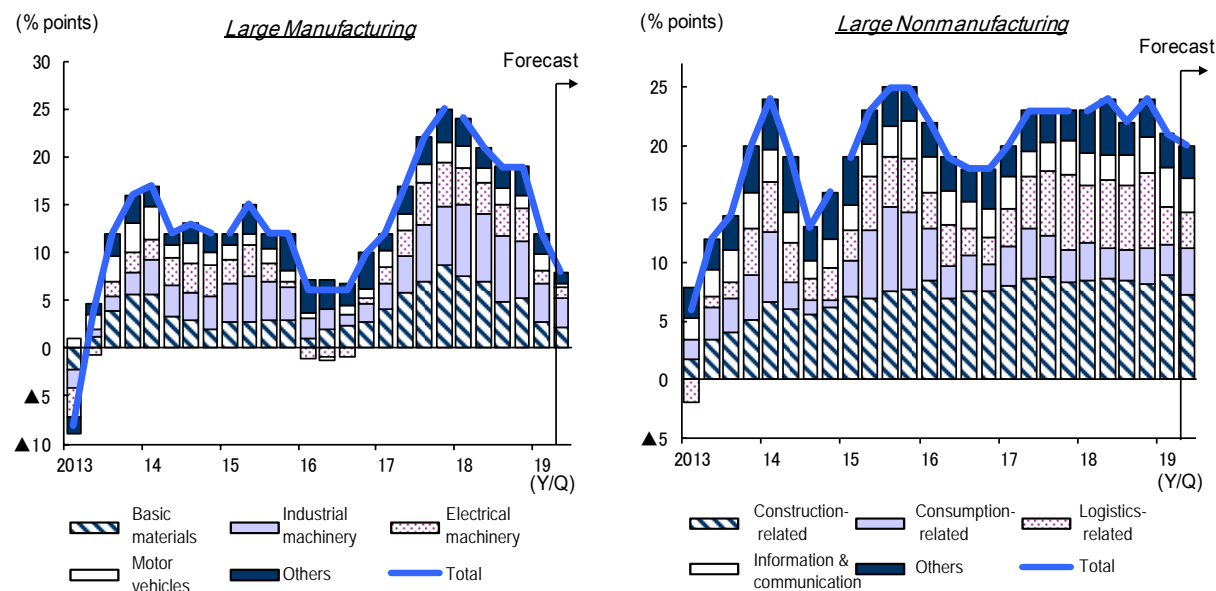 (% points)
Large Manufacturing
Forecast
30
25
20
15
10
5
0
▲5
▲10
2013 14 15 16 17 18 19
(Y/Q)
Basic
materials
Industrial
machinery
Electrical
machinery
Motor
vehicles
Others
Total
(% points)
Large Nonmanufacturing
Forecast
25
20
15
10
5
0
▲5
2013 14 15 16 17 18 19
(Y/Q)
Construction-
related
Consumption-
related
Logistics-
related
Information &
communication
Others
Total